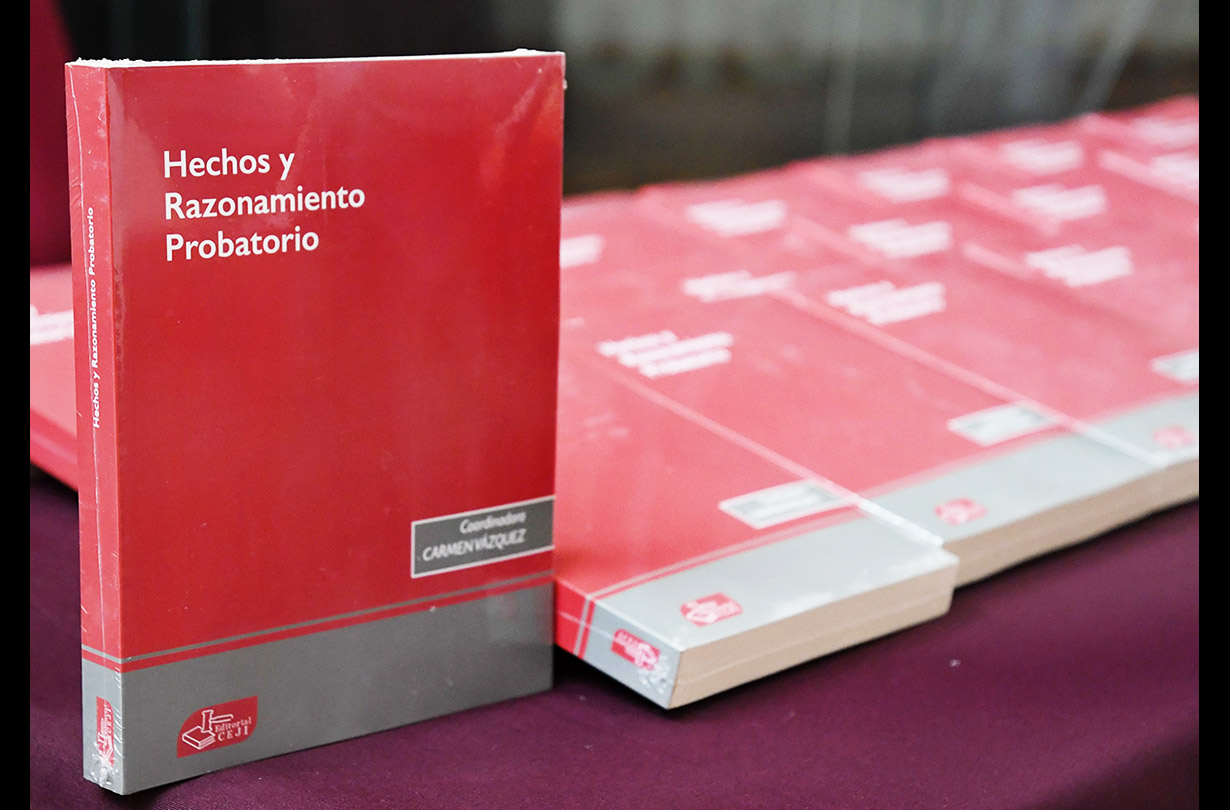 Hechos y
Razonamiento
Probatorio
Hechos y Razonamiento Probatorio
Coordinadora
CARMEN VÁZQUEZ
Editorial
CEJI